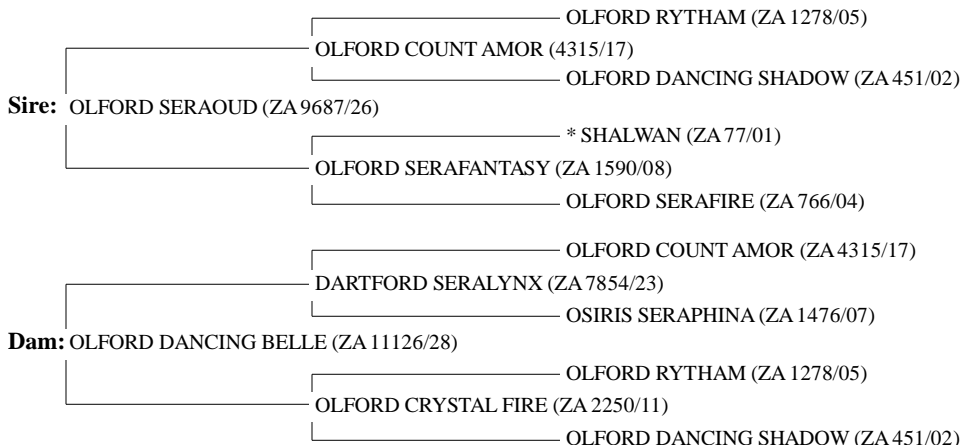 OLFORD RYTHAM (ZA 1278/05)
OLFORD COUNT AMOR (4315/17)
OLFORD DANCING SHADOW (ZA 451/02)
Sire: OLFORD SERAOUD (ZA 9687/26)
* SHALWAN (ZA 77/01)
OLFORD SERAFANTASY (ZA 1590/08)
OLFORD SERAFIRE (ZA 766/04)
OLFORD COUNT AMOR (ZA 4315/17)
DARTFORD SERALYNX (ZA 7854/23)
OSIRIS SERAPHINA (ZA 1476/07)
Dam: OLFORD DANCING BELLE (ZA 11126/28)
OLFORD RYTHAM (ZA 1278/05)
OLFORD CRYSTAL FIRE (ZA 2250/11)
OLFORD DANCING SHADOW (ZA 451/02)